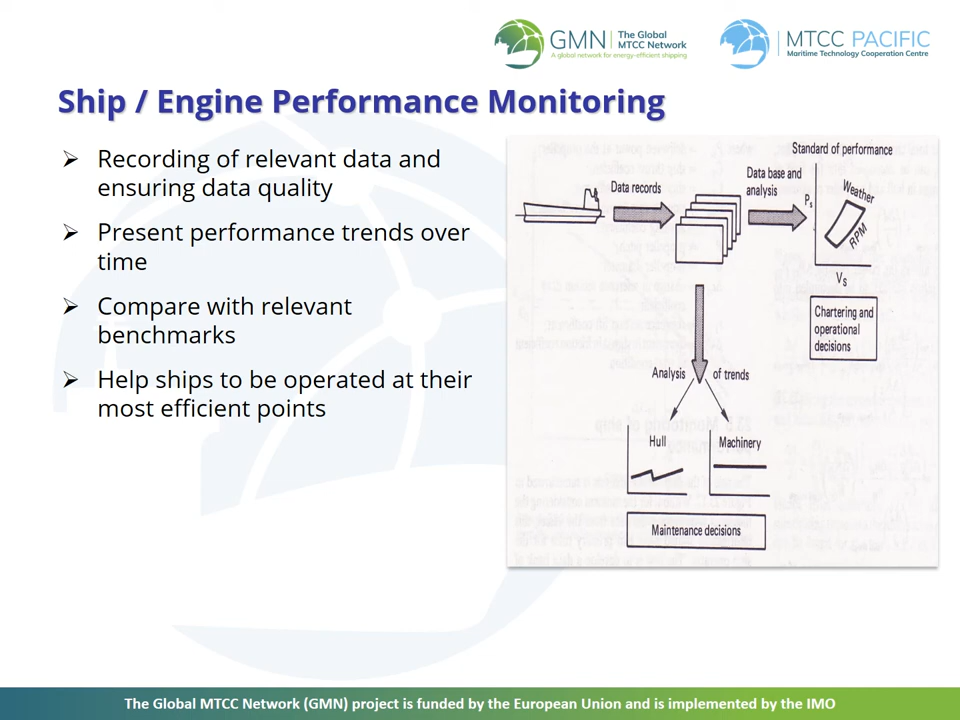 GMN The Global
MTCC Network
A global network for energy-efficient shipping
MTCC PACIFIC
Maritime Technology Cooperation Centre
Ship / Engine Performance Monitoring
➢ Recording of relevant data and
ensuring data quality
➢ Present performance trends over
time
➢ Compare with relevant
benchmarks
➢ Help ships to be operated at their
most efficient points
Data records
Data base and
analysis
Standard of performance
Ps
Weather
RPM
Vs
Chartering and
operational
decisions
Analysis of trends
Hull
Machinery
Maintenance decisions
The Global MTCC Network (GMN) project is funded by the European Union and is implemented by the IMO